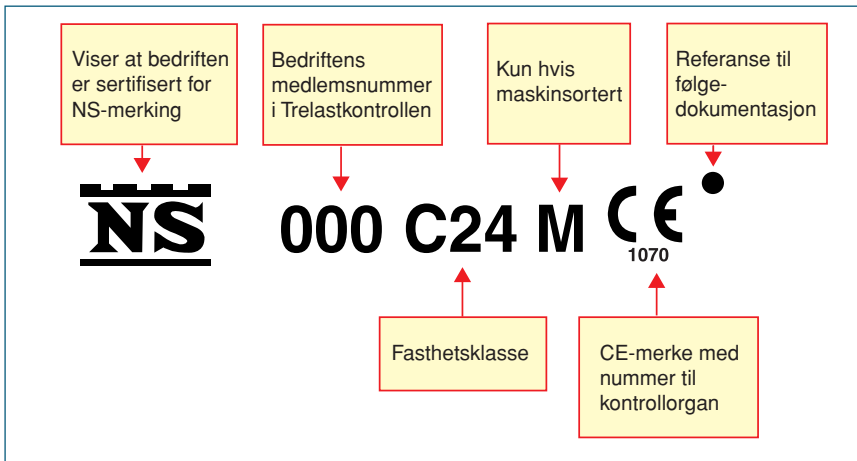 Viser at bedriften
er sertifisert for
NS-merking
Bedriftens
medlemsnummer
i Trelastkontrollen
Kun hvis
maskinsortert
Referanse til
følge-
dokumentasjon
NS 000 C24 M CE
1070
Fasthetsklasse
CE-merke med
nummer til
kontrollorgan